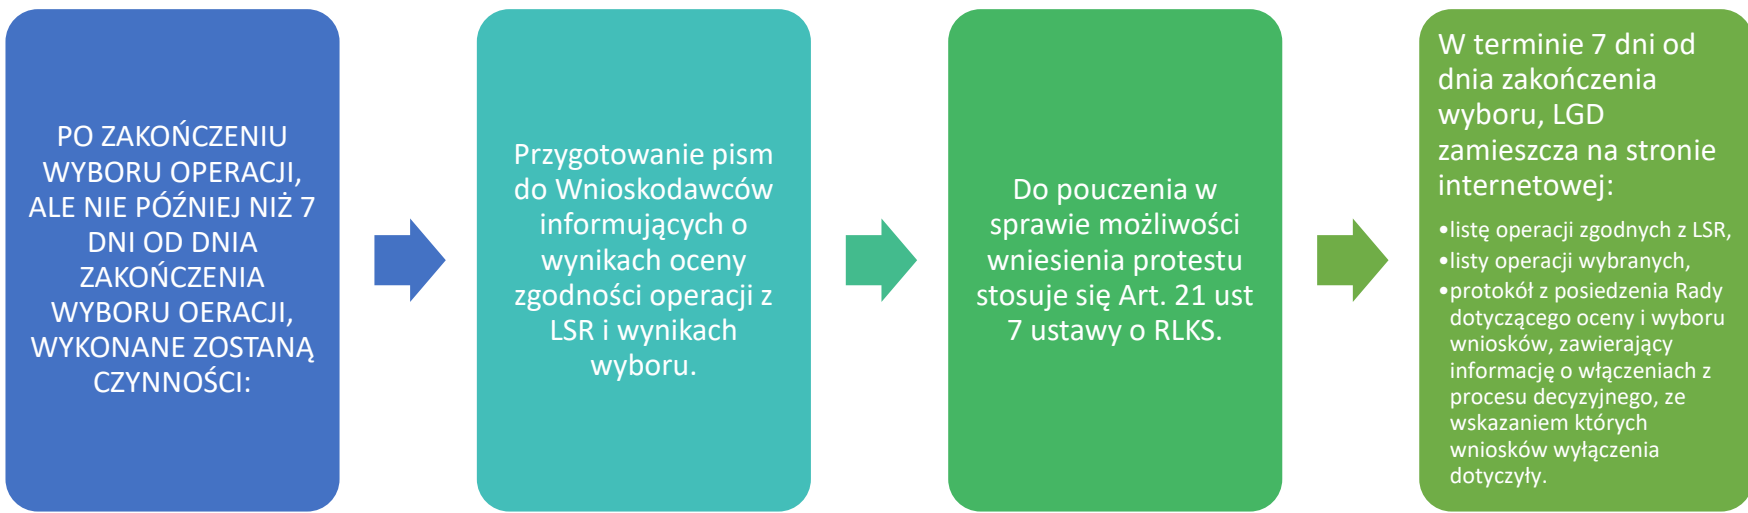 PO ZAKOŃCZENIU
WYBORU OPERACJI,
ALE NIE PÓŹNIEJ NIŻ 7
DNI OD DNIA
ZAKOŃCZENIA
WYBORU OERACJI,
WYKONANE ZOSTANĄ
CZYNNOŚCI:
Przygotowanie pism
do Wnioskodawców
informujących o
wynikach oceny
zgodności operacji z
LSR i wynikach
wyboru.
Do pouczenia w
sprawie możliwości
wniesienia protestu
stosuje się Art. 21 ust
7 ustawy o RLKS.
W terminie 7 dni od
dnia zakończenia
wyboru, LGD
zamieszcza na stronie
internetowej:
•listę operacji zgodnych z LSR,
•listy operacji wybranych,
•protokół z posiedzenia Rady
dotyczącego oceny i wyboru
wniosków, zawierający
informację o włączeniach z
procesu decyzyjnego, ze
wskazaniem których
wniosków wyłączenia
dotyczyły.